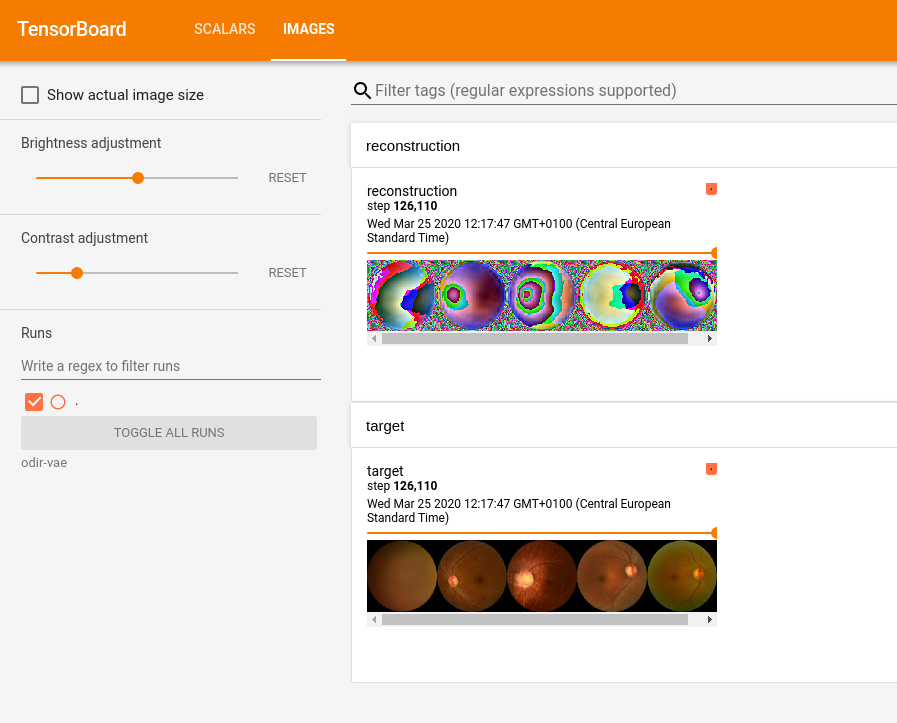 TensorBoard
SCALARS
IMAGES
Show actual image size
Brightness adjustment
RESET
Contrast adjustment
RESET
Runs
Write a regex to filter runs
.
TOGGLE ALL RUNS
odir-vae
Filter tags (regular expressions supported)
reconstruction
reconstruction
.
step 126,110
Wed Mar 25 2020 12:17:47 GMT+0100 (Central European
Standard Time)
target
target
.
step 126,110
Wed Mar 25 2020 12:17:47 GMT+0100 (Central European
Standard Time)